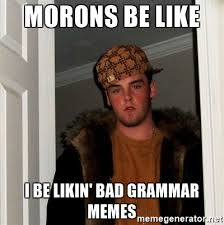 MORONS BE LIKE
I BE LIKIN' BAD GRAMMAR
MEMES
memegenerator.net